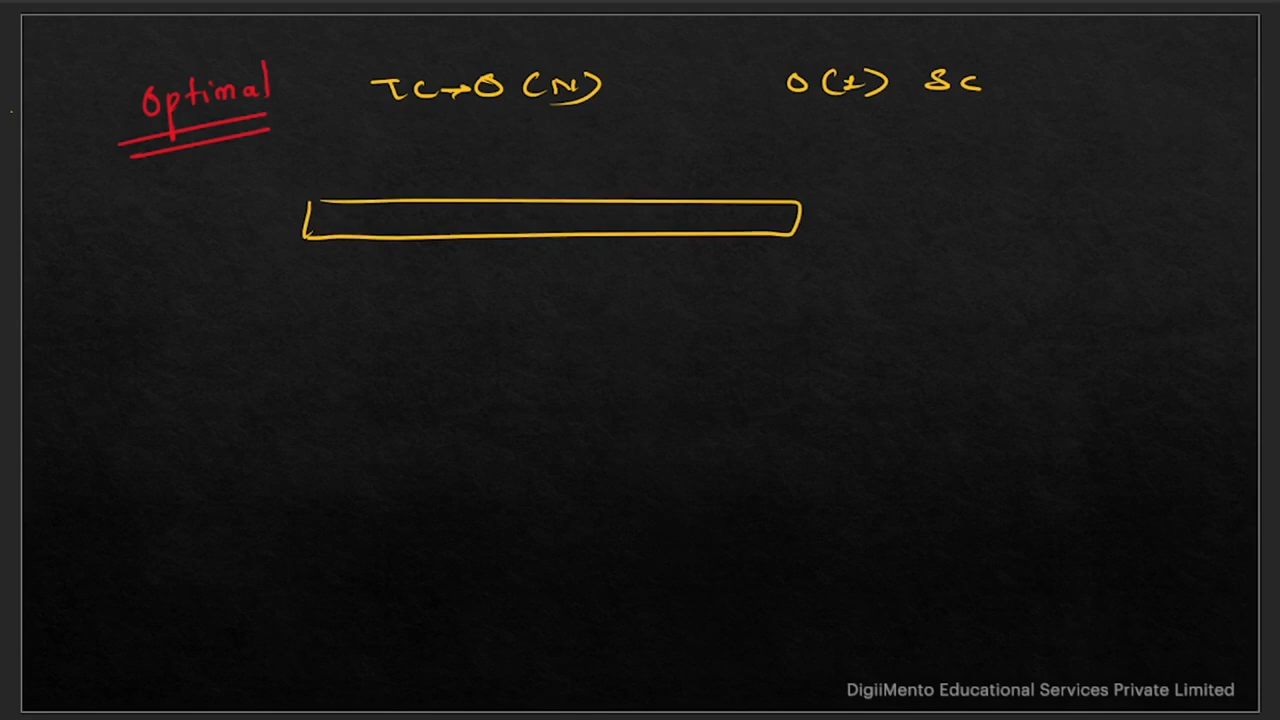 Optimal TC→O (N) O(1) SC
DigiiMento Educational Services Private Limited